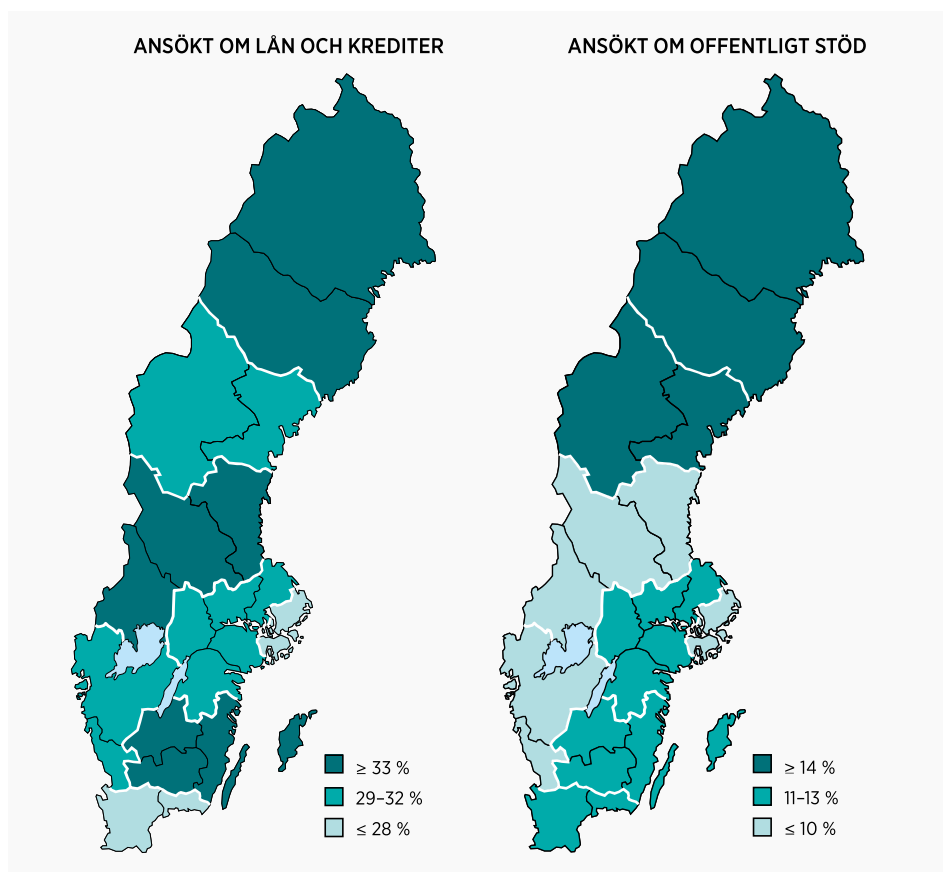 ANSÖKT OM LÅN OCH KREDITER
≥ 33 %
29–32 %
≤ 28 %
ANSÖKT OM OFFENTLIGT STÖD
≥ 14 %
11–13 %
≤ 10 %